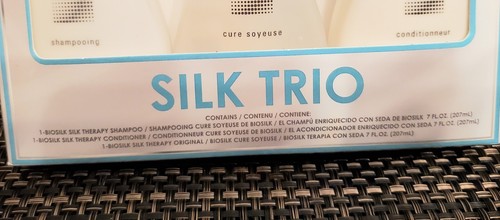 shampooing
cure soyeuse
conditionneur
SILK TRIO
CONTAINS / CONTENU / CONTIENE:
1-BIOSILK SILK THERAPY SHAMPOO / SHAMPOOING CURE SOYEUSE DE BIOSILK / EL CHAMPÚ ENRIQUECIDO CON SEDA DE BIOSILK 7 FL OZ. (207mL)
1-BIOSILK SILK THERAPY CONDITIONER / CONDITIONNEUR CURE SOYEUSE DE BIOSILK / EL ACONDICIONADOR ENRIQUECIDO CON SEDA 7 FL OZ. (207mL)
1-BIOSILK SILK THERAPY ORIGINAL / BIOSILK CURE SOYEUSE / BIOSILK TERAPIA CON SEDA 7 FL OZ. (207mL)